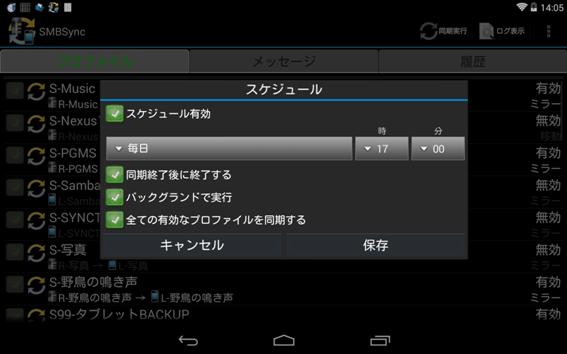 14:05
SMBSync
同期実行
ログ表示
プロファイル
メッセージ
履歴
S-Music
有効
R-Music
ミラー
S-Nexus
無効
移動
S-PGMS
有効
R-PGMS
ミラー
S-Samba
無効
L-Samba
ミラー
S-SYNCT
無効
L-SYNCT
ミラー
S-写真
無効
R-写真 → L-写真
ミラー
S-野鳥の鳴き声
有効
R-野鳥の鳴き声 → L-野鳥の鳴き声
ミラー
S99-タブレットBACKUP
無効
スケジュール
スケジュール有効
時
分
毎日
17
00
同期終了後に終了する
バックグランドで実行
全ての有効なプロファイルを同期する
キャンセル
保存